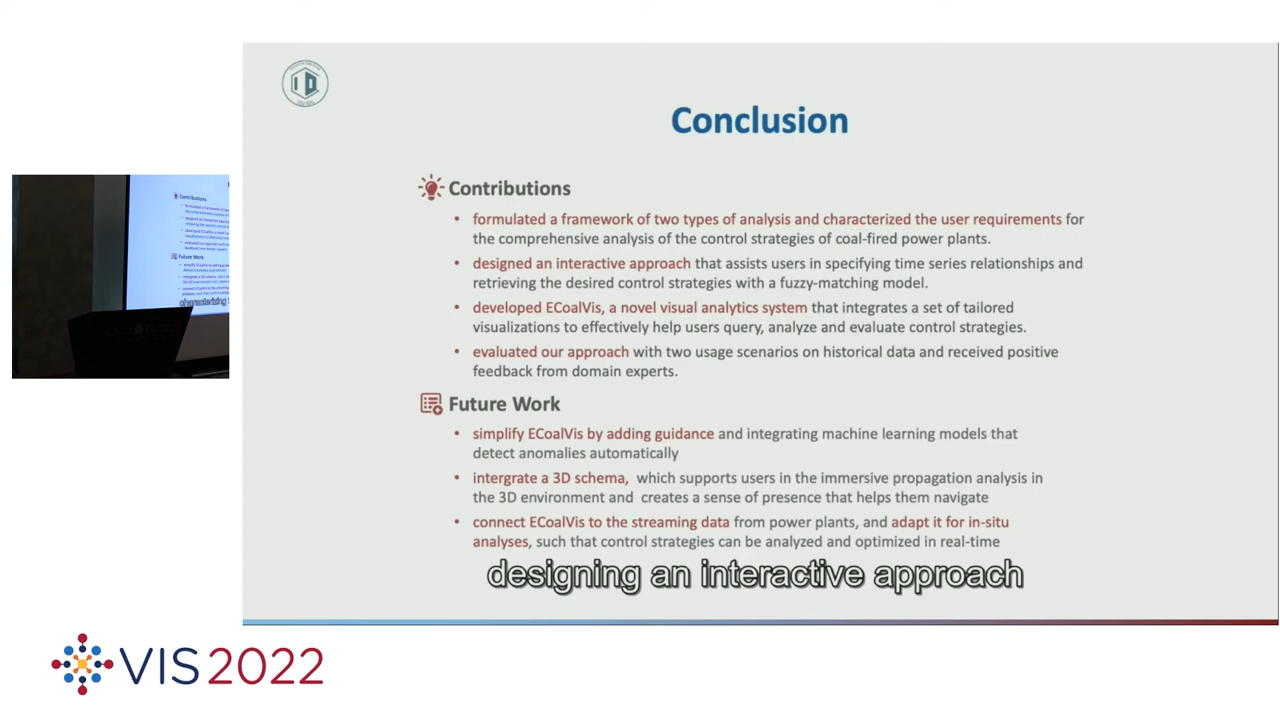 Conclusion
Contributions
• formulated a framework of two types of analysis and characterized the user requirements for
the comprehensive analysis of the control strategies of coal-fired power plants.
• designed an interactive approach that assists users in specifying time series relationships and
retrieving the desired control strategies with a fuzzy-matching model.
• developed ECoalVis, a novel visual analytics system that integrates a set of tailored
visualizations to effectively help users query, analyze and evaluate control strategies.
• evaluated our approach with two usage scenarios on historical data and received positive
feedback from domain experts.
Future Work
• simplify ECoalVis by adding guidance and integrating machine learning models that
detect anomalies automatically
• intergrate a 3D schema, which supports users in the immersive propagation analysis in
the 3D environment and creates a sense of presence that helps them navigate
• connect ECoalVis to the streaming data from power plants, and adapt it for in-situ
analyses, such that control strategies can be analyzed and optimized in real-time
designing an interactive approach
Contributions
Future Work
characterizing
VIS2022